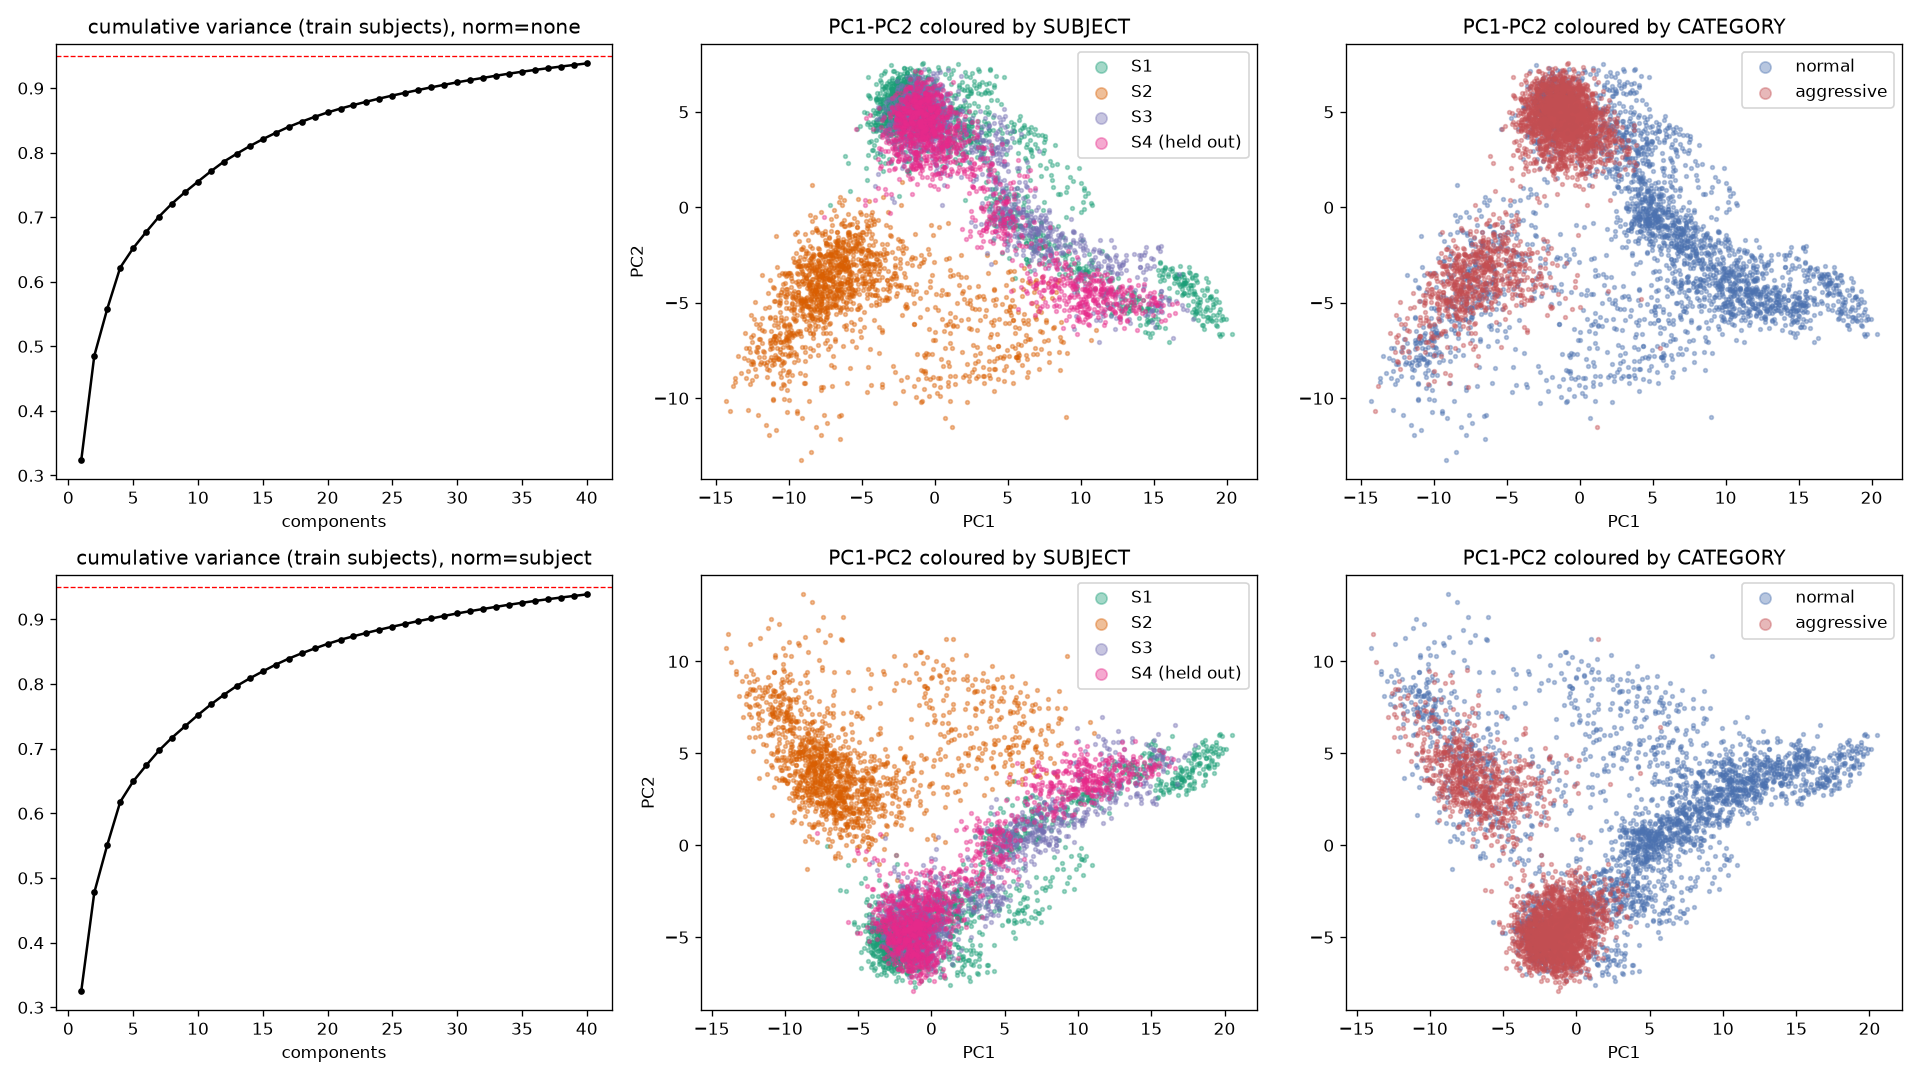 cumulative variance (train subjects), norm=none
0.9
0.8
0.7
0.6
0.5
0.4
0.3
0 5 10 15 20 25 30 35 40
components
PC1-PC2 coloured by SUBJECT
S1
S2
S3
S4 (held out)
PC2
5
0
−5
−10
−15 −10 −5 0 5 10 15 20
PC1
PC1-PC2 coloured by CATEGORY
normal
aggressive
5
0
−5
−10
−15 −10 −5 0 5 10 15 20
PC1
cumulative variance (train subjects), norm=subject
0.9
0.8
0.7
0.6
0.5
0.4
0.3
0 5 10 15 20 25 30 35 40
components
PC1-PC2 coloured by SUBJECT
S1
S2
S3
S4 (held out)
PC2
10
5
0
−5
−15 −10 −5 0 5 10 15 20
PC1
PC1-PC2 coloured by CATEGORY
normal
aggressive
10
5
0
−5
−15 −10 −5 0 5 10 15 20
PC1